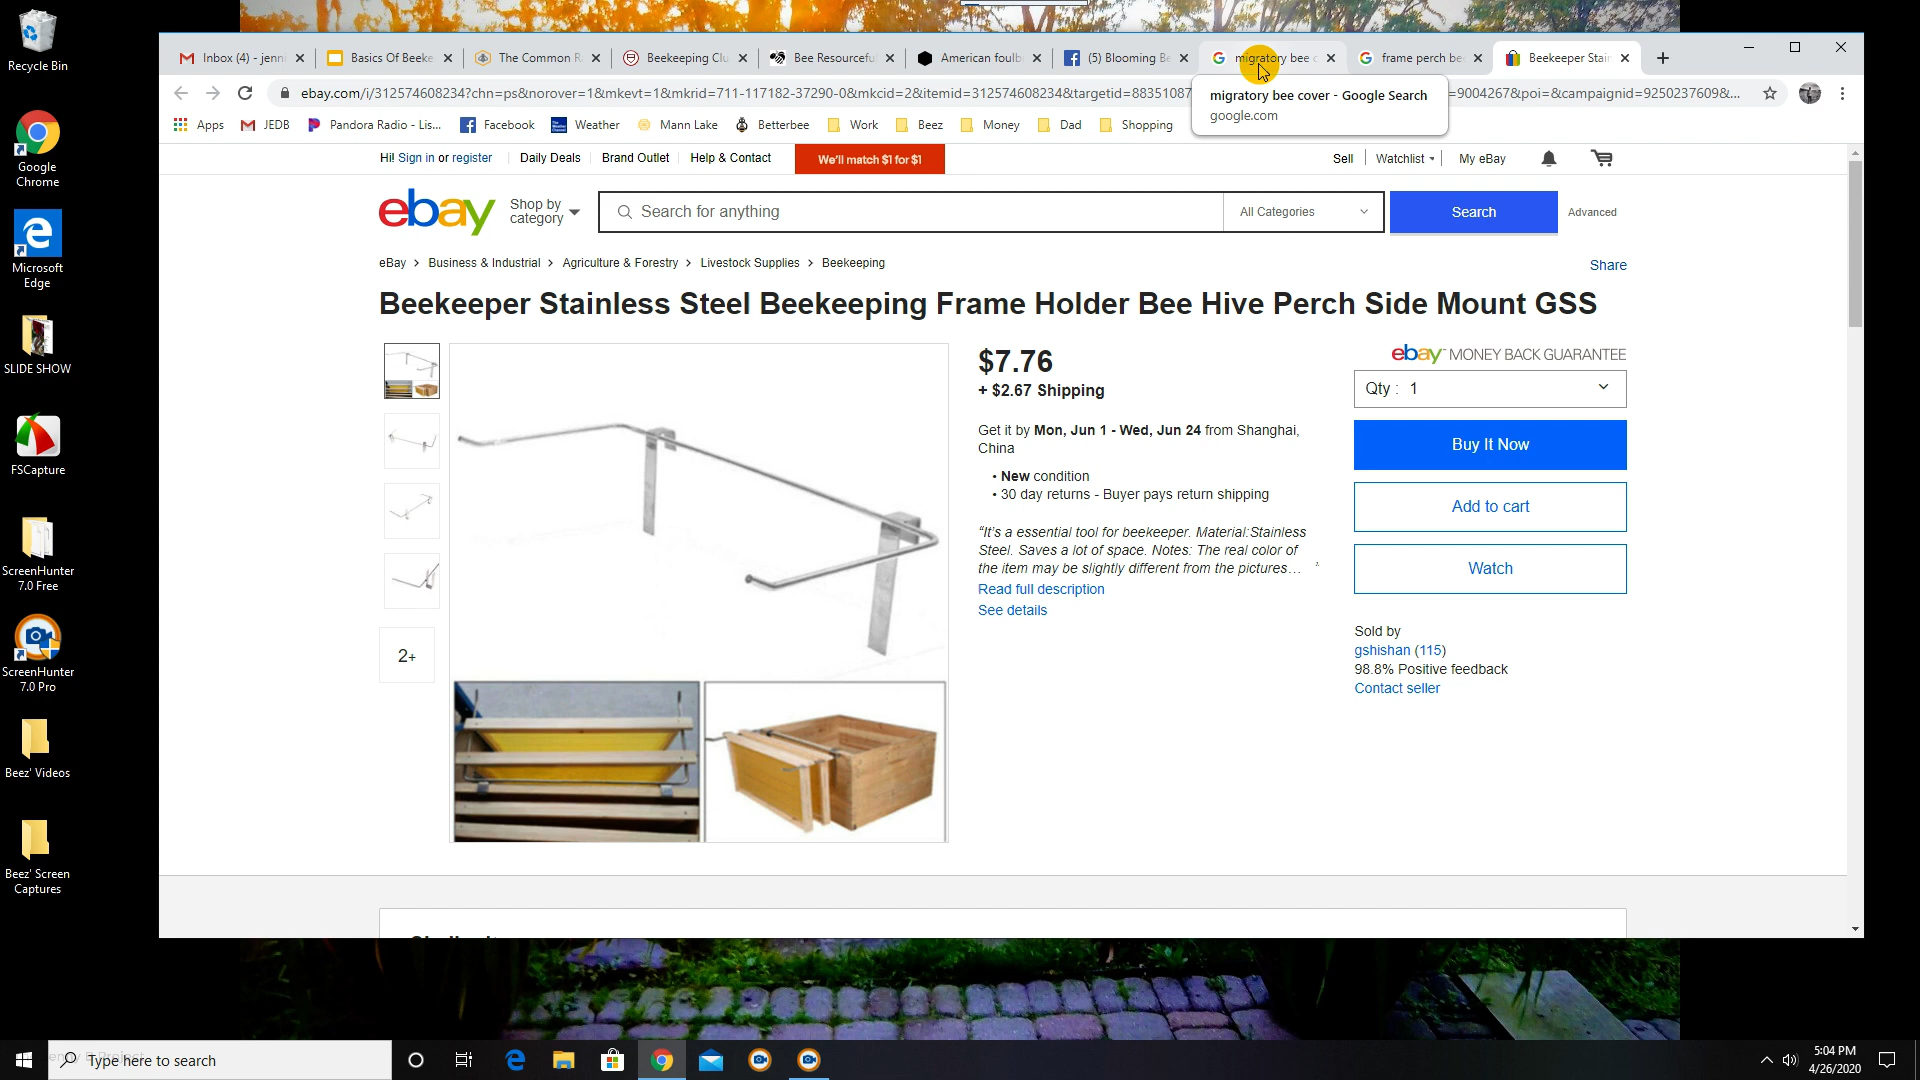 Recycle Bin
Google
Chrome
Microsoft
Edge
SLIDE SHOW
FSCapture
ScreenHunter
7.0 Free
ScreenHunter
7.0 Pro
Beez' Videos
Beez' Screen
Captures
Inbox (4) - jenn
Basics Of Beeke
The Common R
Beekeeping Clu
Bee Resourceful
American foulb
(5) Blooming Be
migratory bee c
frame perch be
Beekeeper Stain
ebay.com/i/312574608234?chn=ps&norover=1&mkevt=1&mkrid=711-117182-37290-0&mkcid=2&itemid=312574608234&targetid=88351087
=9004267&poi=&campaignid=9250237609&...
migratory bee cover - Google Search
google.com
Apps
JEDB
Pandora Radio - Lis...
Facebook
Weather
Mann Lake
Betterbee
Work
Beez
Money
Dad
Shopping
Hi! Sign in or register
Daily Deals
Brand Outlet
Help & Contact
We'll match $1 for $1
Sell
Watchlist
My eBay
ebay
Shop by
category
Search for anything
All Categories
Search
Advanced
eBay > Business & Industrial > Agriculture & Forestry > Livestock Supplies > Beekeeping
Share
Beekeeper Stainless Steel Beekeeping Frame Holder Bee Hive Perch Side Mount GSS
2+
$7.76
+ $2.67 Shipping
Get it by Mon, Jun 1 - Wed, Jun 24 from Shanghai,
China
• New condition
• 30 day returns - Buyer pays return shipping
“It's a essential tool for beekeeper. Material:Stainless
Steel. Saves a lot of space. Notes: The real color of
the item may be slightly different from the pictures… ”
Read full description
See details
ebay MONEY BACK GUARANTEE
Qty : 1
Buy It Now
Add to cart
Watch
Sold by
gshishan (115)
98.8% Positive feedback
Contact seller
Type here to search
5:04 PM
4/26/2020